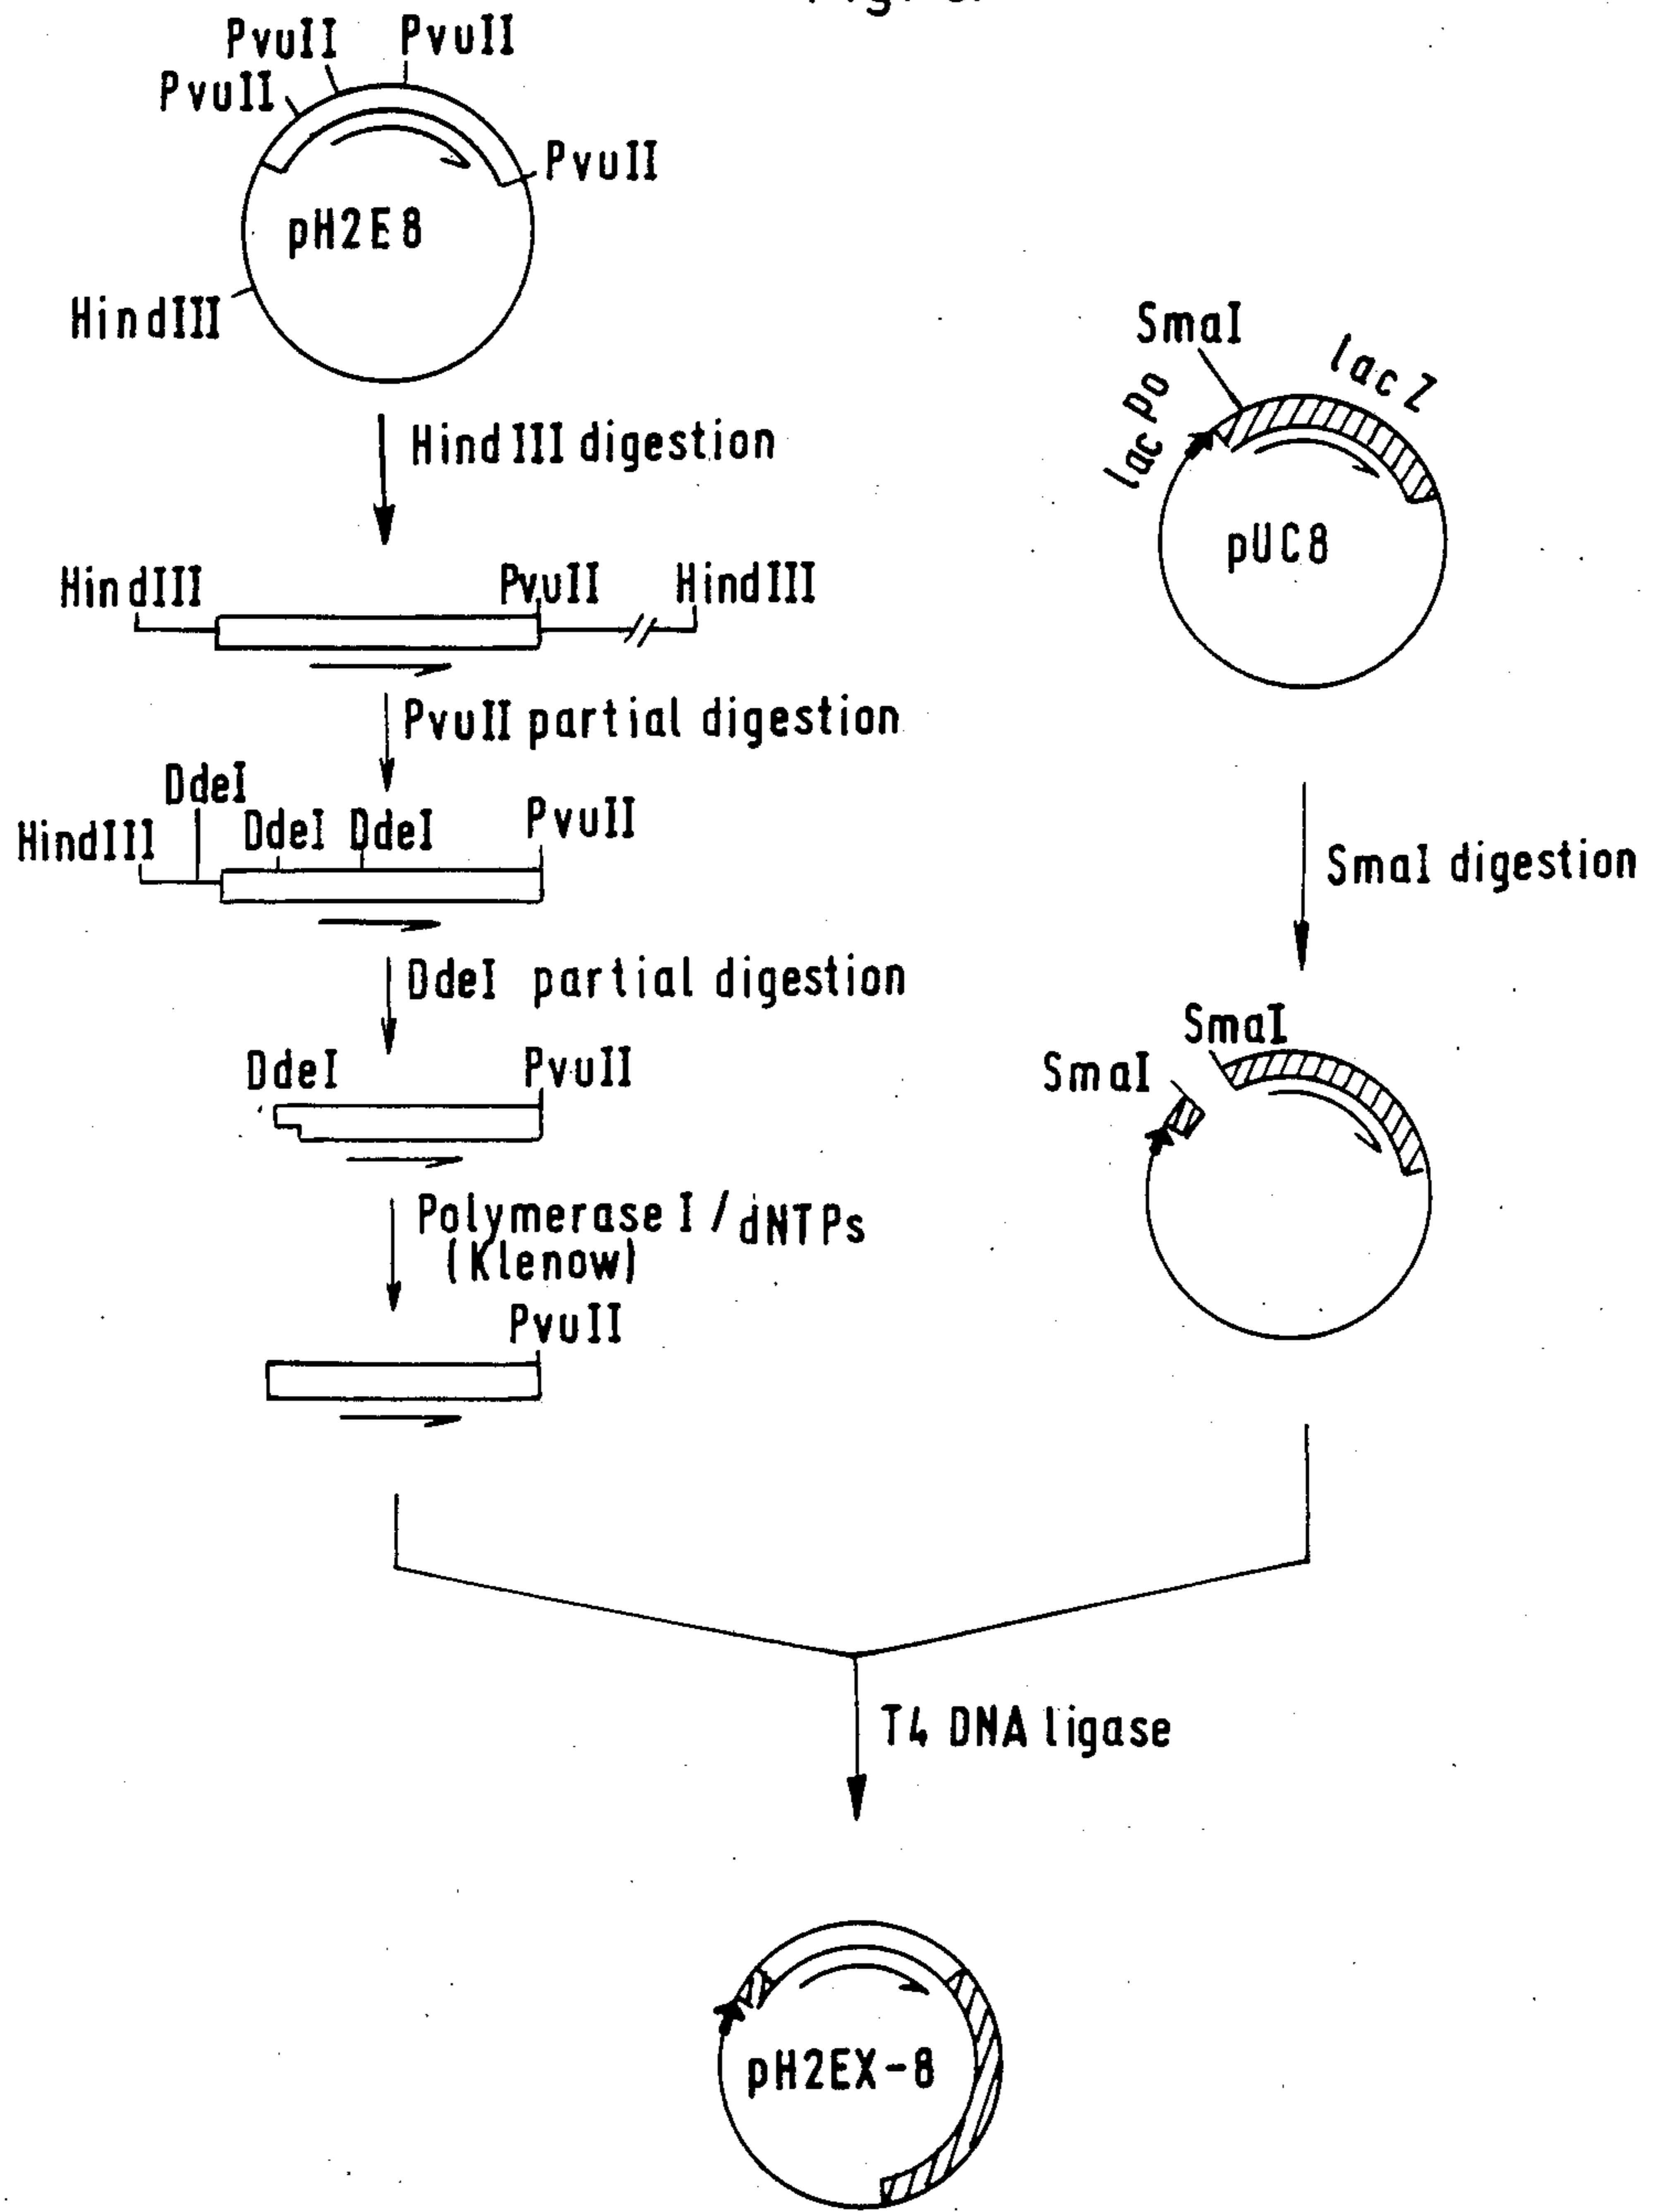 PvuII
PvuII
PvuII
PvuII
pH2E8
HindIII
HindIII digestion
HindIII
PvuII
HindIII
PvuII partial digestion
DdeI
HindIII
DdeI
DdeI
PvuII
DdeI partial digestion
DdeI
PvuII
Polymerase I / dNTPs
(Klenow)
PvuII
SmaI
lac Z
lac po
pUC8
SmaI digestion
SmaI
SmaI
T4 DNA ligase
pH2EX-8